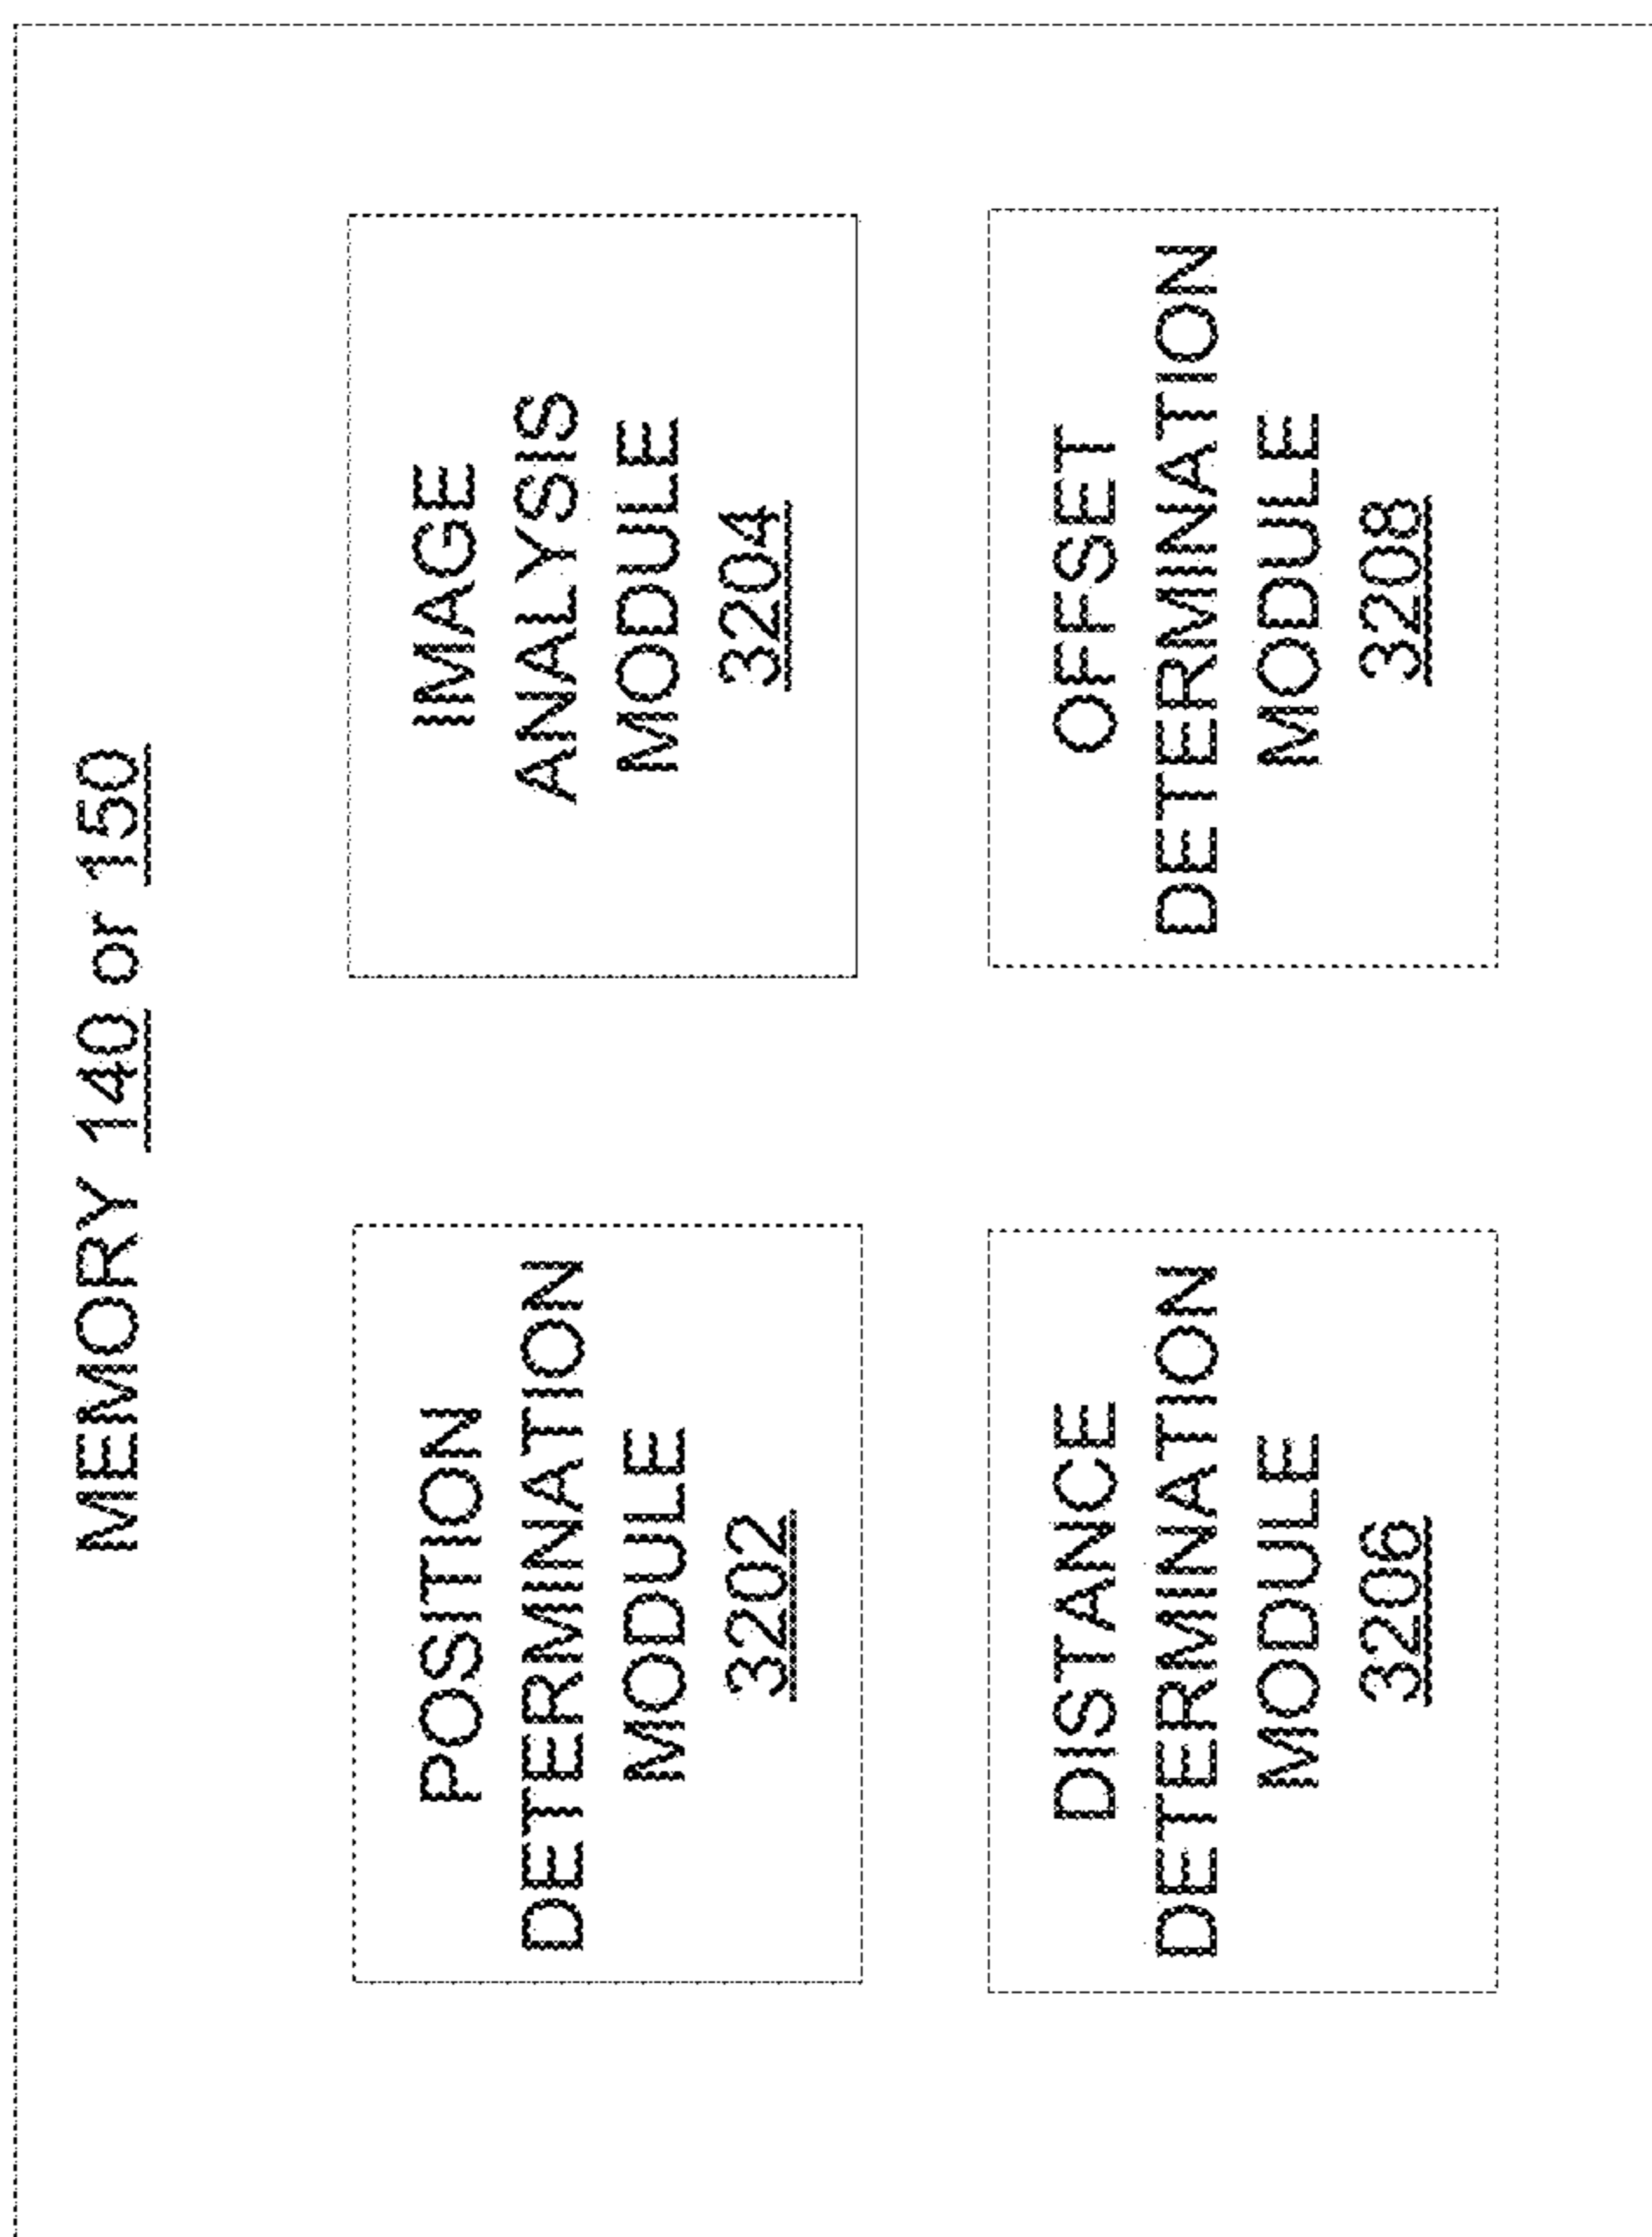 MEMORY 140 or 150
POSITION
DETERMINATION
MODULE
3202
IMAGE
ANALYSIS
MODULE
3204
DISTANCE
DETERMINATION
MODULE
3206
OFFSET
DETERMINATION
MODULE
3208